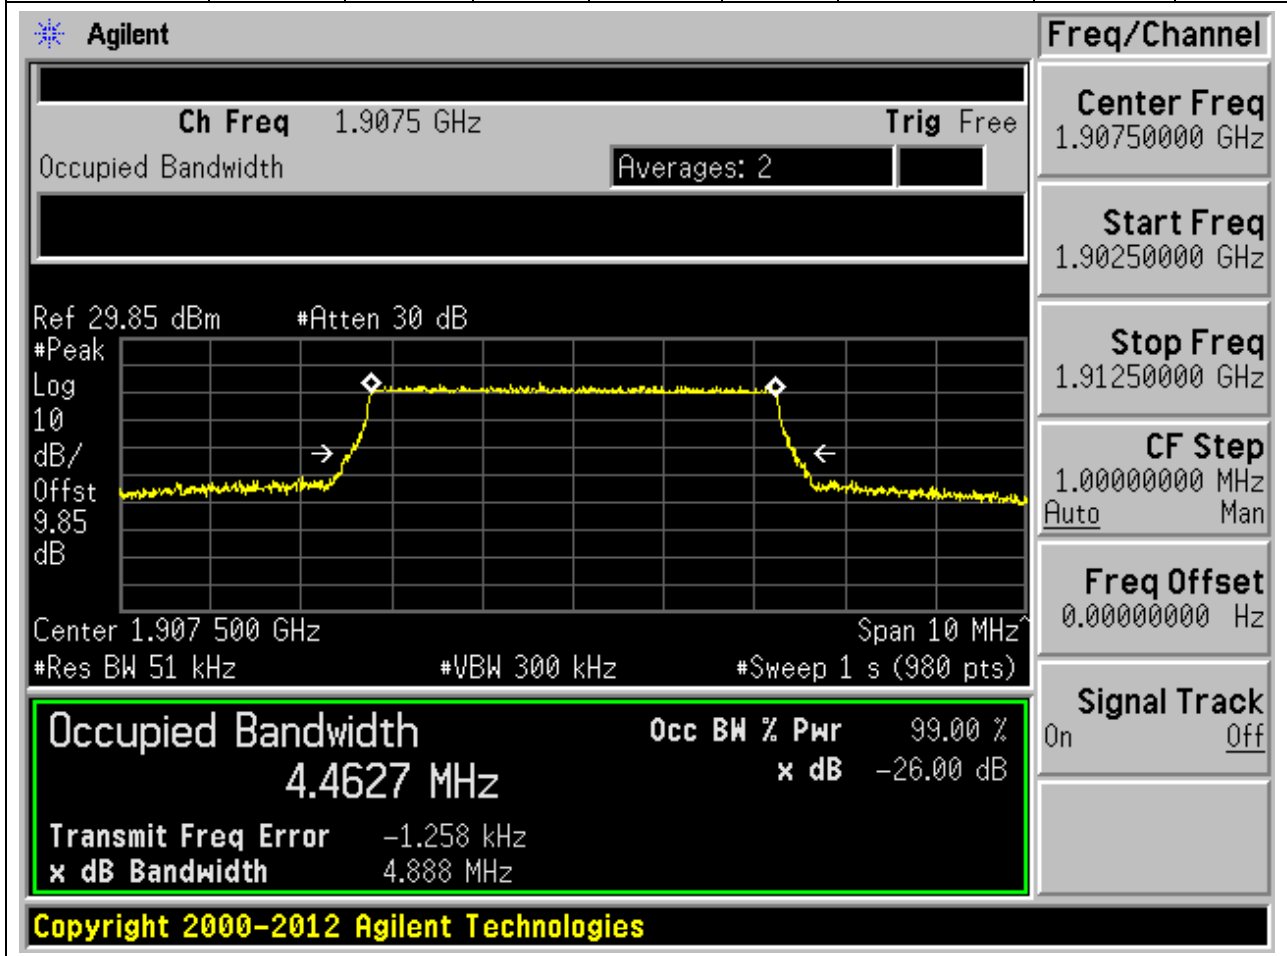 Agilent
Freq/Channel
Ch Freq 1.9075 GHz Trig Free
Occupied Bandwidth Averages: 2
Center Freq
1.90750000 GHz
Start Freq
1.90250000 GHz
Stop Freq
1.91250000 GHz
CF Step
1.00000000 MHz
Auto Man
Freq Offset
0.00000000 Hz
Signal Track
On Off
Ref 29.85 dBm #Atten 30 dB
#Peak
Log
10
dB/
Offst
9.85
dB
Center 1.907 500 GHz Span 10 MHz^
#Res BW 51 kHz #VBW 300 kHz #Sweep 1 s (980 pts)
Occupied Bandwidth Occ BW % Pwr 99.00 %
4.4627 MHz x dB -26.00 dB
Transmit Freq Error -1.258 kHz
x dB Bandwidth 4.888 MHz
Copyright 2000-2012 Agilent Technologies